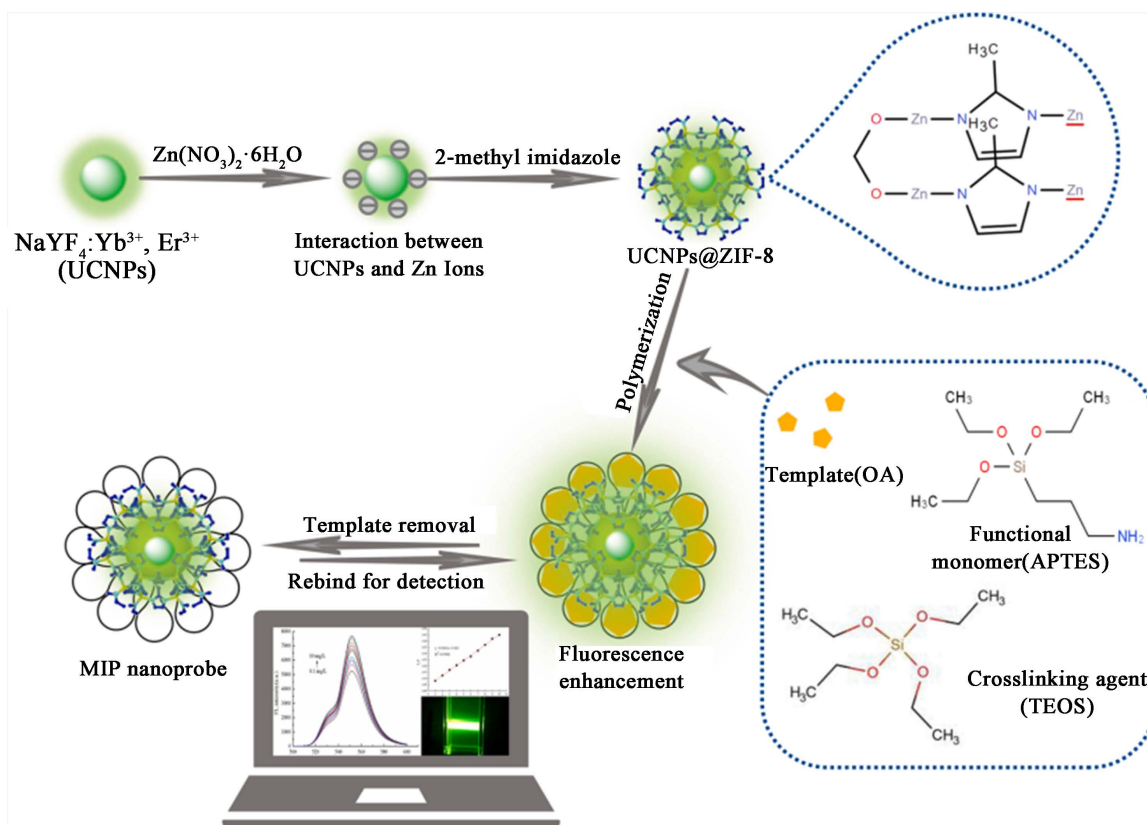 Zn(NO₃)₂·6H₂O
2-methyl imidazole
NaYF₄:Yb³⁺, Er³⁺
(UCNPs)
Interaction between
UCNPs and Zn Ions
UCNPs@ZIF-8
H₃C
O
Zn
N
N
Zn
H₃C
O
Zn
N
N
Zn
Polymerization
Template(OA)
CH₃
CH₃
O
O
O
Si
H₃C
NH₂
Functional
monomer(APTES)
H₃C
CH₃
O
O
Si
O
O
H₃C
CH₃
Crosslinking agent
(TEOS)
Template removal
Rebind for detection
MIP nanoprobe
Fluorescence
enhancement